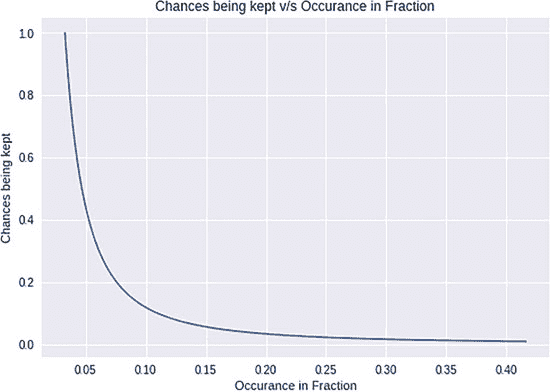 Chances being kept v/s Occurance in Fraction
Chances being kept
1.0
0.8
0.6
0.4
0.2
0.0
0.05 0.10 0.15 0.20 0.25 0.30 0.35 0.40
Occurance in Fraction